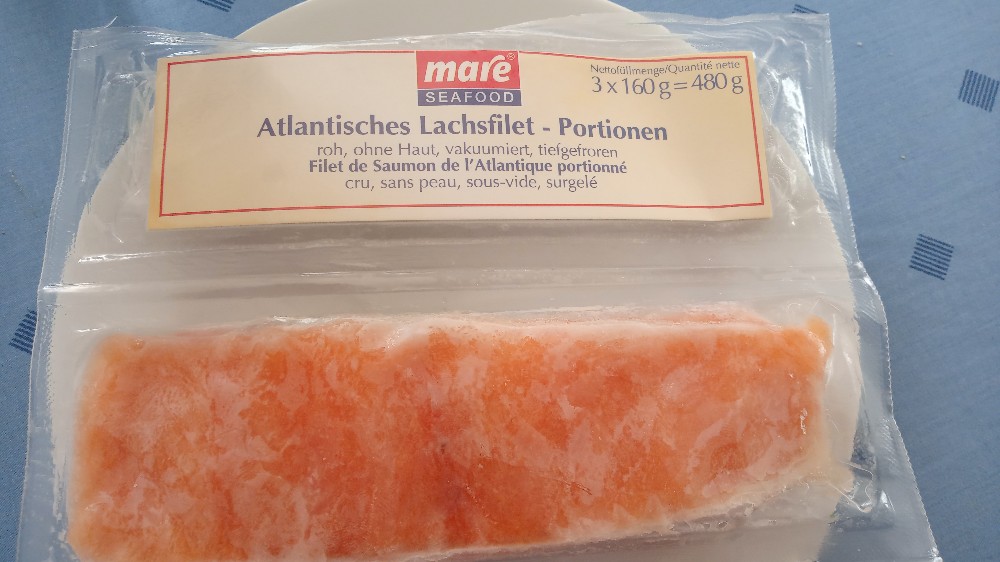 mare®
SEAFOOD
Nettofüllmenge/Quantité nette
3 x 160 g = 480 g
Atlantisches Lachsfilet - Portionen
roh, ohne Haut, vakuumiert, tiefgefroren
Filet de Saumon de l'Atlantique portionné
cru, sans peau, sous-vide, surgelé